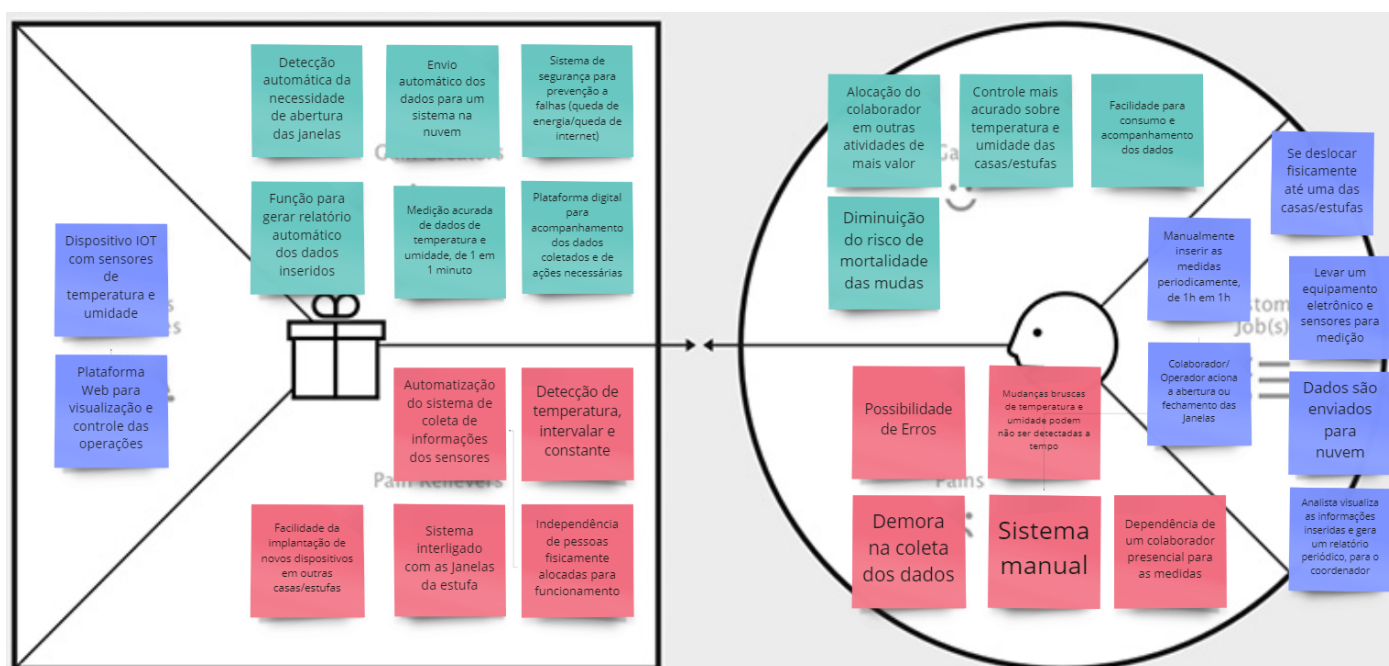 Detecção
automática da
necessidade
de abertura
das janelas
Envio
automático dos
dados para um
sistema na
nuvem
Sistema de
segurança para
prevenção a
falhas (queda de
energia/queda de
internet)
Função para
gerar relatório
automático
dos dados
inseridos
Medição acurada
de dados de
temperatura e
umidade, de 1 em
1 minuto
Plataforma digital
para
acompanhamento
dos dados
coletados e de
ações necessárias
Dispositivo IOT
com sensores
de
temperatura e
umidade
Plataforma
Web para
visualização e
controle das
operações
Automatização
do sistema de
coleta de
informações
dos sensores
Detecção de
temperatura,
intervalar e
constante
Pain Relievers
Facilidade da
implantação de
novos dispositivos
em outras
casas/estufas
Sistema
interligado
com as Janelas
da estufa
Independência
de pessoas
fisicamente
alocadas para
funcionamento
Alocação do
colaborador
em outras
atividades de
mais valor
Controle mais
acurado sobre
temperatura e
umidade das
casas/estufas
Facilidade para
consumo e
acompanhamento
dos dados
Diminuição
do risco de
mortalidade
das mudas
Se deslocar
fisicamente
até uma das
casas/estufas
Manualmente
inserir as
medidas
periodicamente,
de 1h em 1h
Levar um
equipamento
eletrônico e
sensores para
medição
Job(s)
Colaborador/
Operador aciona
a abertura ou
fechamento das
Janelas
Dados são
enviados
para
nuvem
Analista visualiza
as informações
inseridas e gera
um relatório
periódico, para o
coordenador
Possibilidade
de Erros
Mudanças bruscas
de temperatura e
umidade podem
não ser detectadas a
tempo
Pains
Demora
na coleta
dos dados
Sistema
manual
Dependência de
um colaborador
presencial para
as medidas